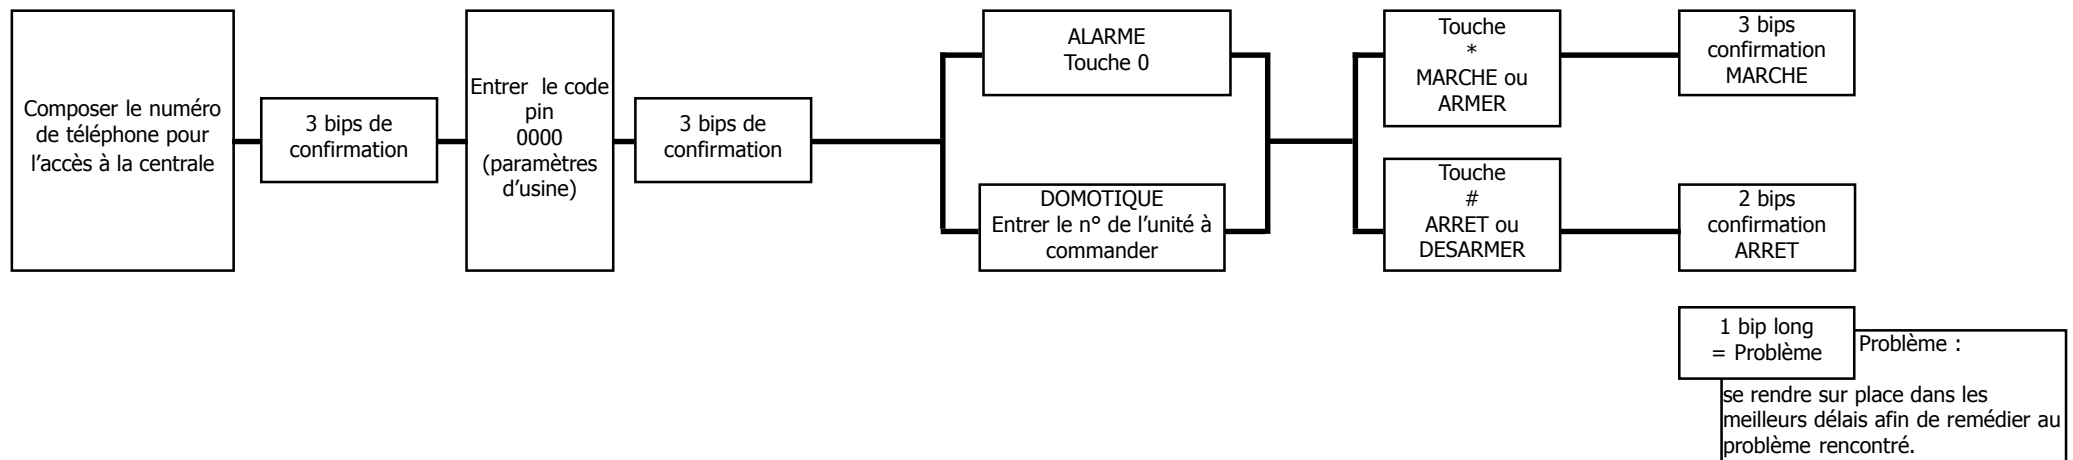 Composer le numéro
de téléphone pour
l’accès à la centrale
3 bips de
confirmation
Entrer le code
pin
0000
(paramètres
d’usine)
3 bips de
confirmation
ALARME
Touche 0
DOMOTIQUE
Entrer le n° de l’unité à
commander
Touche
*
MARCHE ou
ARMER
Touche
#
ARRET ou
DESARMER
3 bips
confirmation
MARCHE
2 bips
confirmation
ARRET
1 bip long
= Problème
Problème :
se rendre sur place dans les
meilleurs délais afin de remédier au
problème rencontré.